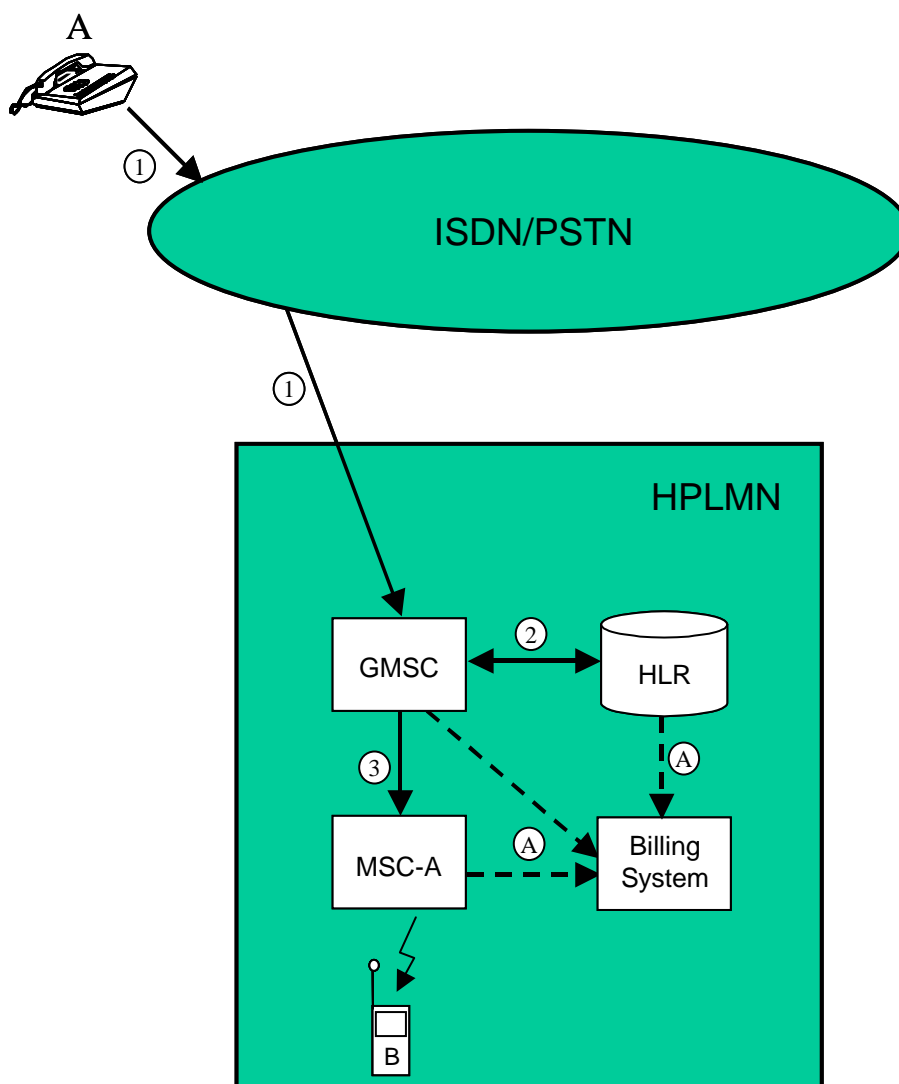 A
1
ISDN/PSTN
1
HPLMN
GMSC
2
HLR
3
A
MSC-A
A
Billing
System
B